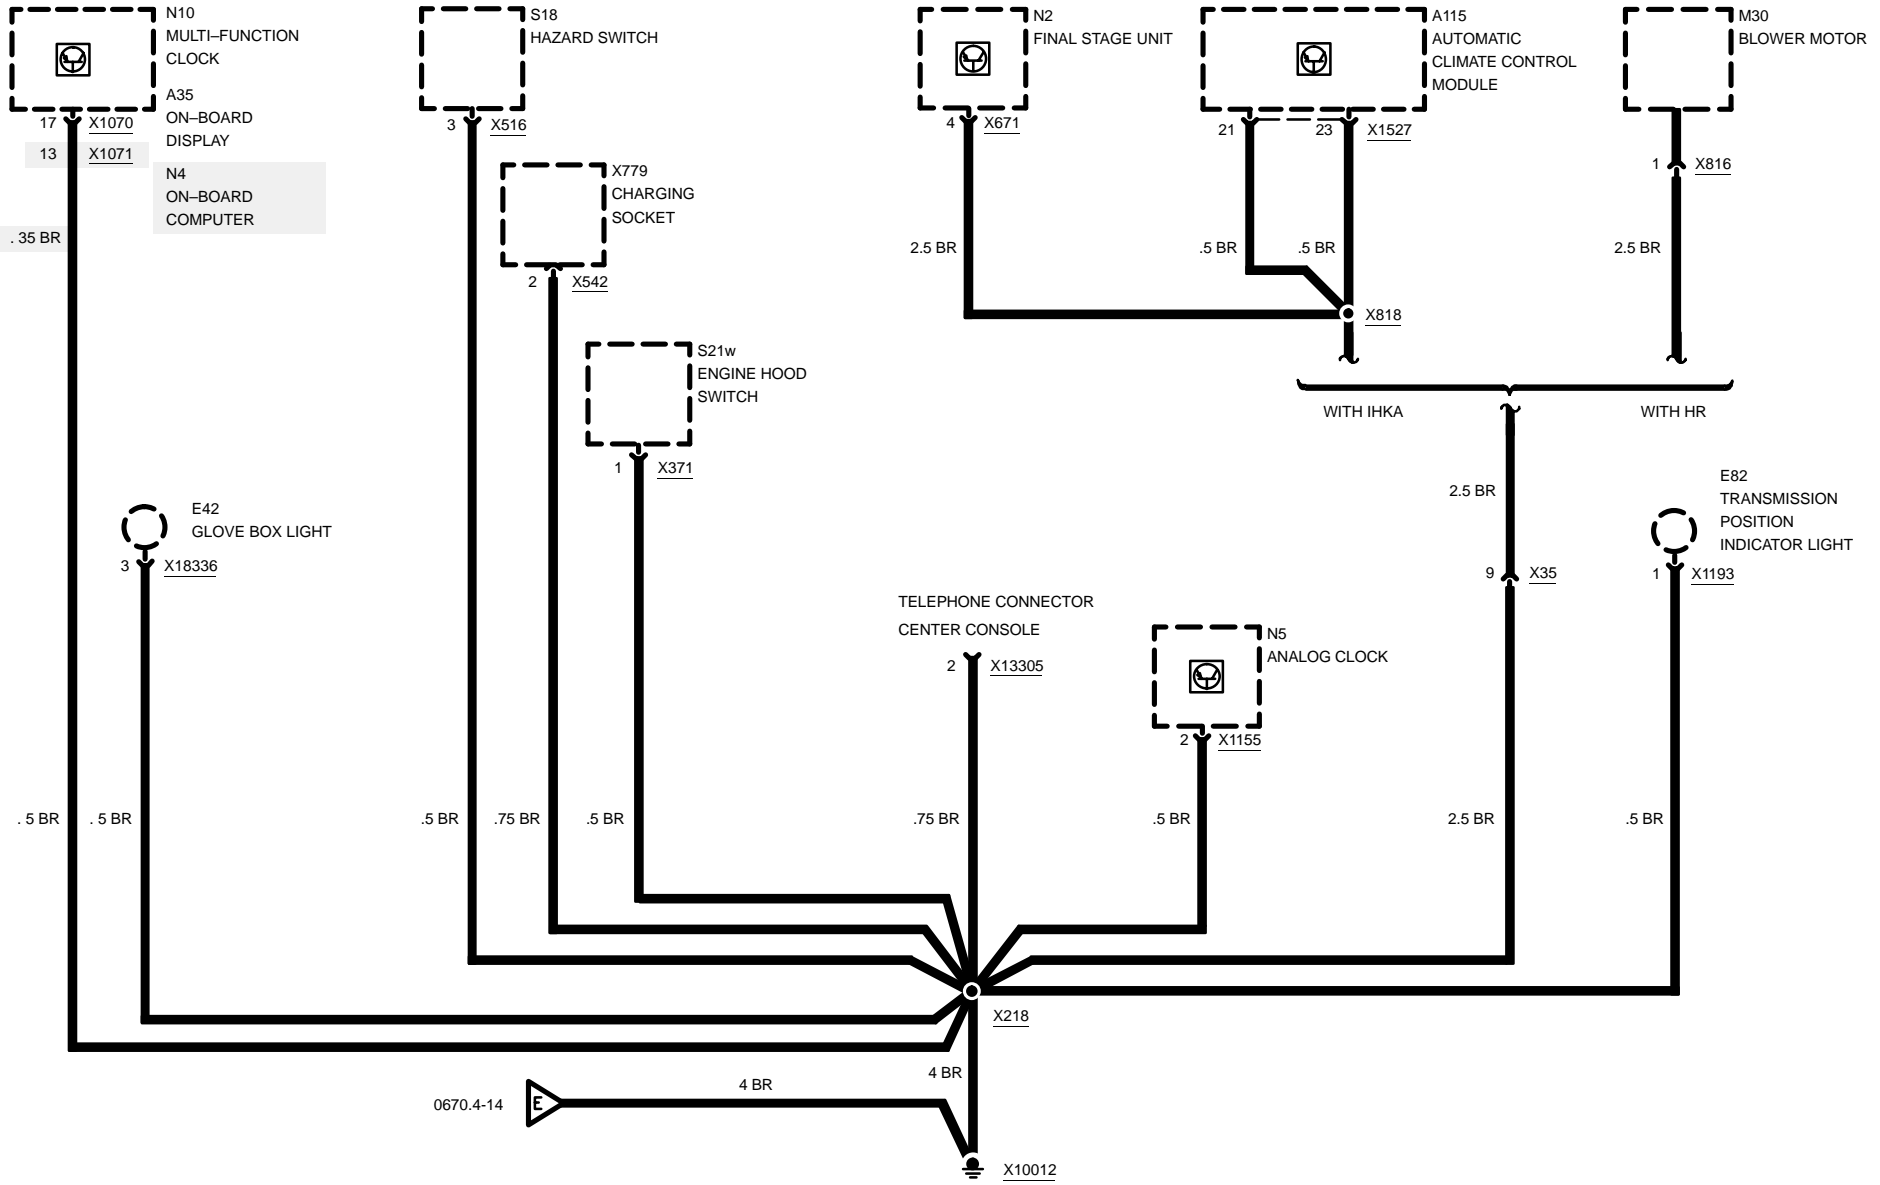 N10
MULTI–FUNCTION
CLOCK
A35
ON–BOARD
DISPLAY
17 X1070
13 X1071
N4
ON–BOARD
COMPUTER
. 35 BR
S18
HAZARD SWITCH
3 X516
X779
CHARGING
SOCKET
2 X542
S21w
ENGINE HOOD
SWITCH
1 X371
N2
FINAL STAGE UNIT
4 X671
2.5 BR
A115
AUTOMATIC
CLIMATE CONTROL
MODULE
21 23 X1527
.5 BR .5 BR
X818
M30
BLOWER MOTOR
1 X816
2.5 BR
WITH IHKA
WITH HR
2.5 BR
9 X35
E82
TRANSMISSION
POSITION
INDICATOR LIGHT
1 X1193
E42
GLOVE BOX LIGHT
3 X18336
TELEPHONE CONNECTOR
CENTER CONSOLE
2 X13305
N5
ANALOG CLOCK
2 X1155
. 5 BR . 5 BR .5 BR .75 BR .5 BR .75 BR .5 BR 2.5 BR .5 BR
X218
4 BR
4 BR
0670.4-14 E
X10012